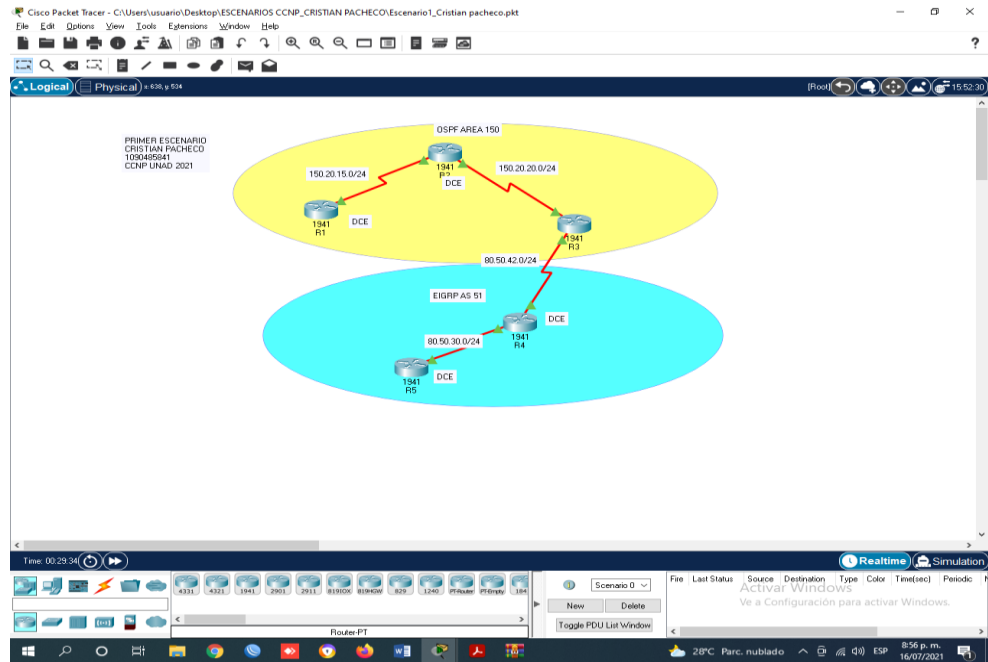 Cisco Packet Tracer - C:\Users\usuario\Desktop\ESCENARIOS CCNP_CRISTIAN PACHECO\Escenario1_Cristian pacheco.pkt
File Edit Options View Tools Extensions Window Help
Logical Physical x: 638, y: 534 [Root] 15:52:30
PRIMER ESCENARIO
CRISTIAN PACHECO
1090485841
CCNP UNAD 2021
OSPF AREA 150
150.20.15.0/24
1941
R2
DCE
150.20.20.0/24
1941
R1
DCE
1941
R3
80.50.42.0/24
EIGRP AS 51
1941
R4
DCE
80.50.30.0/24
1941
R5
DCE
Time: 00:29:34 Realtime Simulation
4331 4321 1941 2901 2911 819IOX 819HGW 829 1240 PT-Router PT-Empty 184
Router-PT
Scenario 0
New Delete
Toggle PDU List Window
Fire Last Status Source Destination Type Color Time(sec) Periodic
Activar Windows
Ve a Configuración para activar Windows.
28°C Parc. nublado ESP 8:56 p. m.
16/07/2021